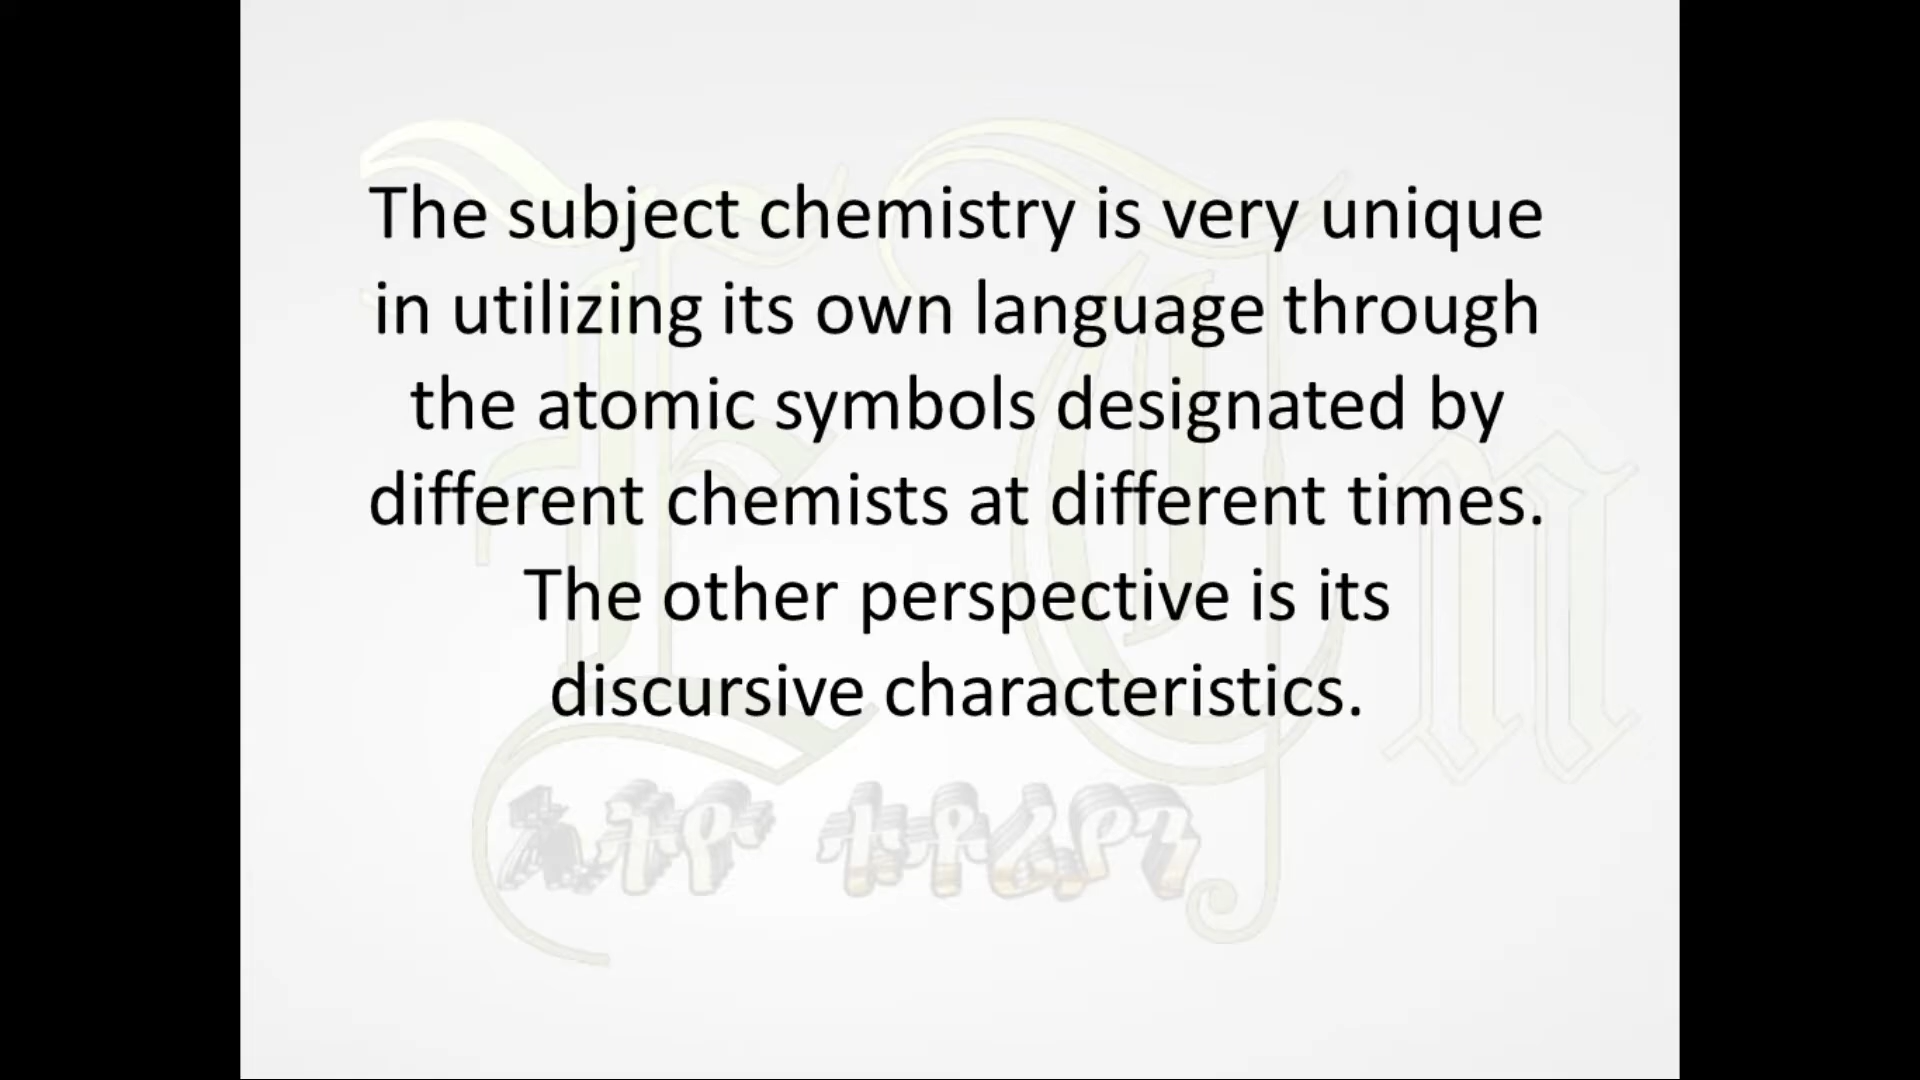 The subject chemistry is very unique
in utilizing its own language through
the atomic symbols designated by
different chemists at different times.
The other perspective is its
discursive characteristics.